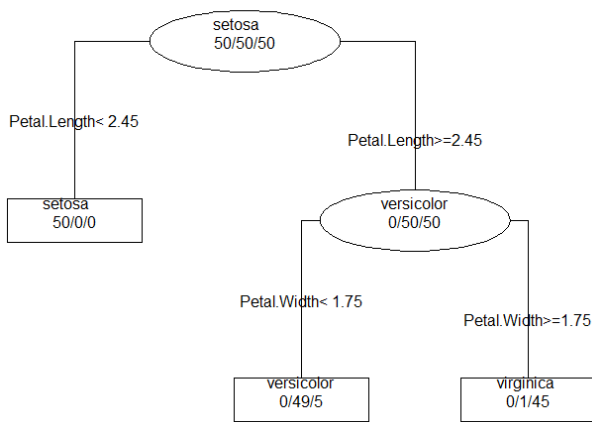 setosa
50/50/50
Petal.Length< 2.45
Petal.Length>=2.45
setosa
50/0/0
versicolor
0/50/50
Petal.Width< 1.75
Petal.Width>=1.75
versicolor
0/49/5
virginica
0/1/45